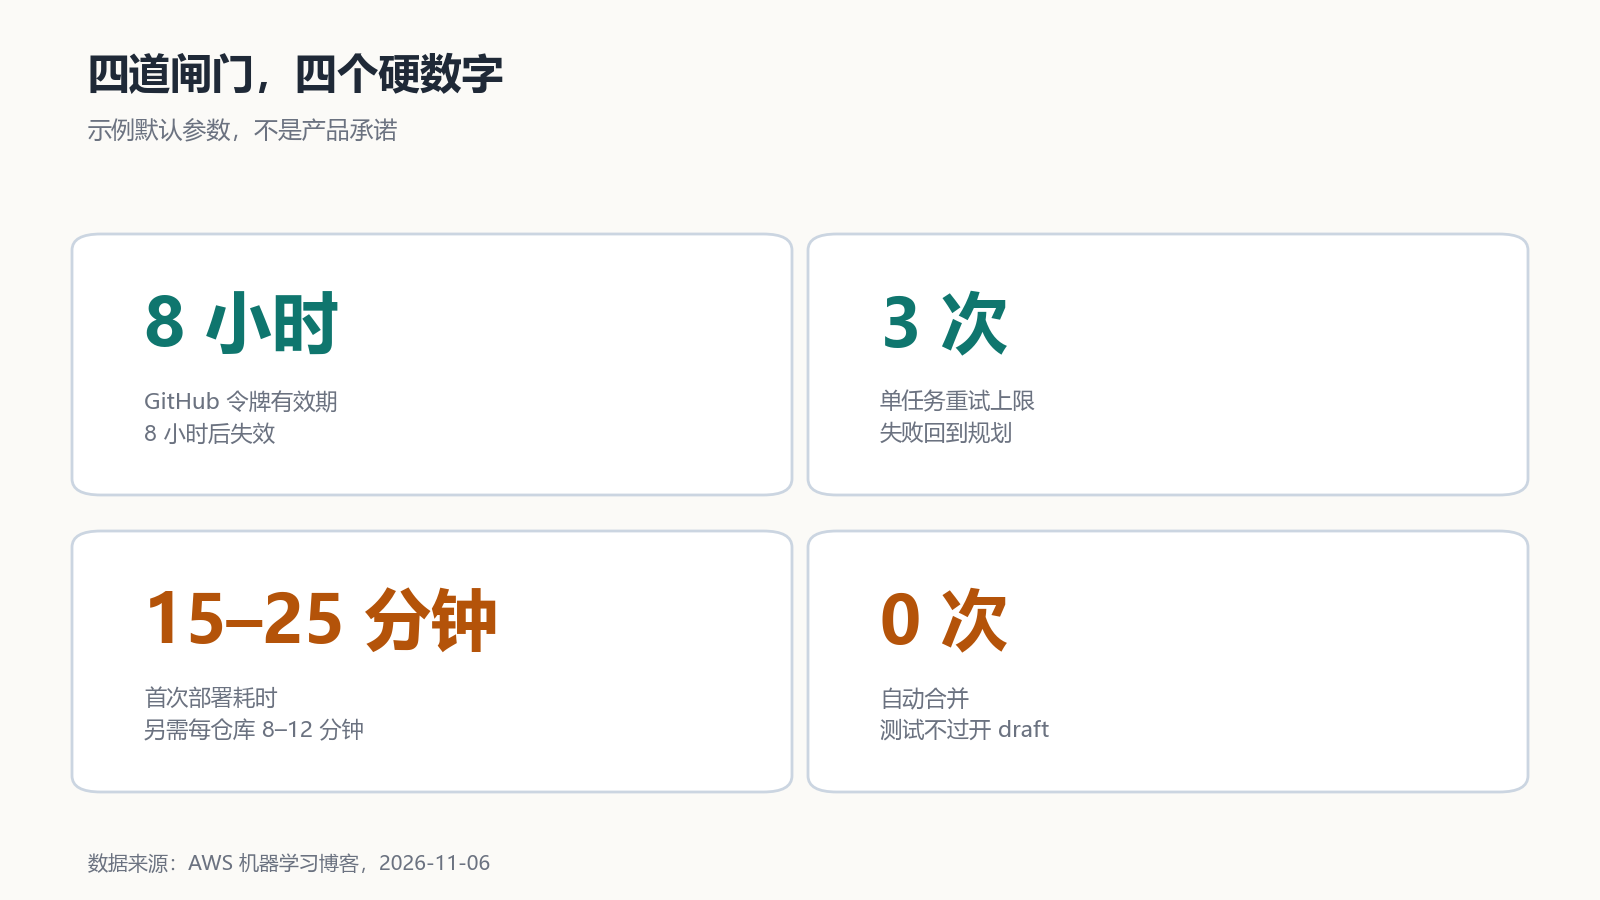 四道闸门，四个硬数字
示例默认参数，不是产品承诺
8 小时
GitHub 令牌有效期
8 小时后失效
3 次
单任务重试上限
失败回到规划
15–25 分钟
首次部署耗时
另需每仓库 8–12 分钟
0 次
自动合并
测试不过开 draft
数据来源：AWS 机器学习博客，2026-11-06